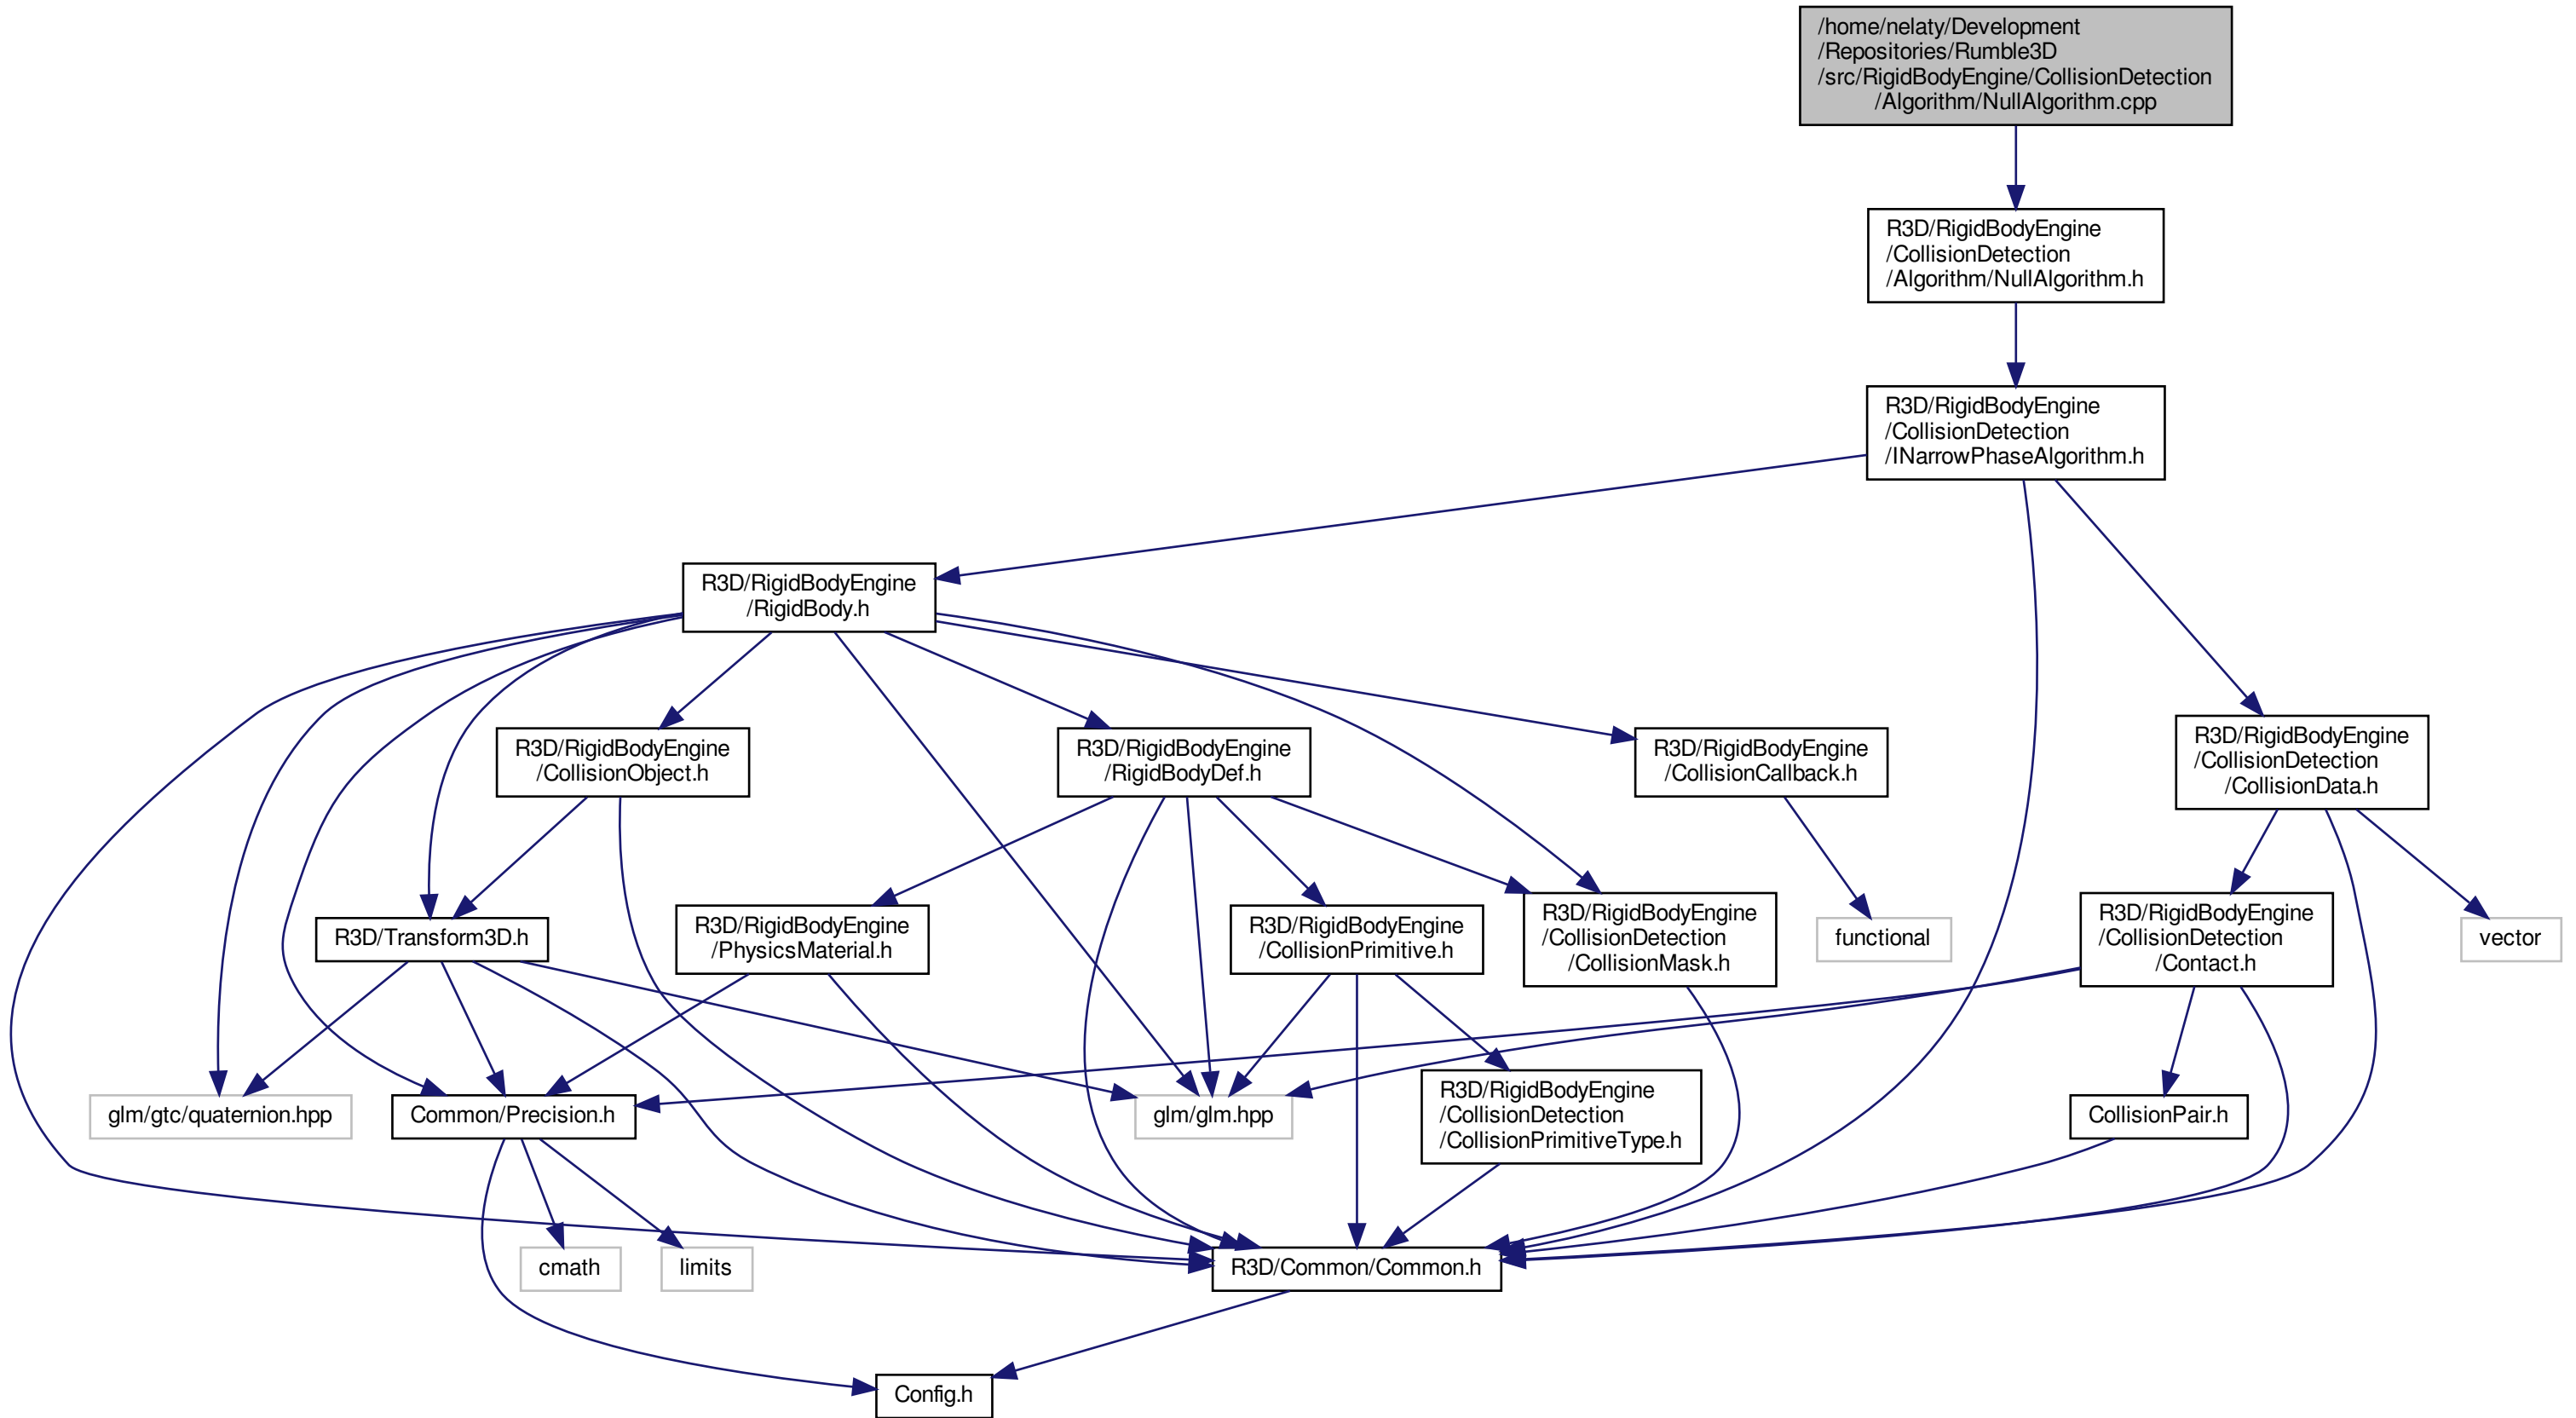 /home/nelaty/Development
/Repositories/Rumble3D
/src/RigidBodyEngine/CollisionDetection
/Algorithm/NullAlgorithm.cpp
R3D/RigidBodyEngine
/CollisionDetection
/Algorithm/NullAlgorithm.h
R3D/RigidBodyEngine
/CollisionDetection
/INarrowPhaseAlgorithm.h
R3D/RigidBodyEngine
/RigidBody.h
R3D/RigidBodyEngine
/CollisionObject.h
R3D/RigidBodyEngine
/RigidBodyDef.h
R3D/RigidBodyEngine
/CollisionCallback.h
R3D/RigidBodyEngine
/CollisionDetection
/CollisionData.h
R3D/Transform3D.h
R3D/RigidBodyEngine
/PhysicsMaterial.h
R3D/RigidBodyEngine
/CollisionPrimitive.h
R3D/RigidBodyEngine
/CollisionDetection
/CollisionMask.h
functional
R3D/RigidBodyEngine
/CollisionDetection
/Contact.h
vector
glm/gtc/quaternion.hpp
Common/Precision.h
glm/glm.hpp
R3D/RigidBodyEngine
/CollisionDetection
/CollisionPrimitiveType.h
CollisionPair.h
cmath
limits
R3D/Common/Common.h
Config.h